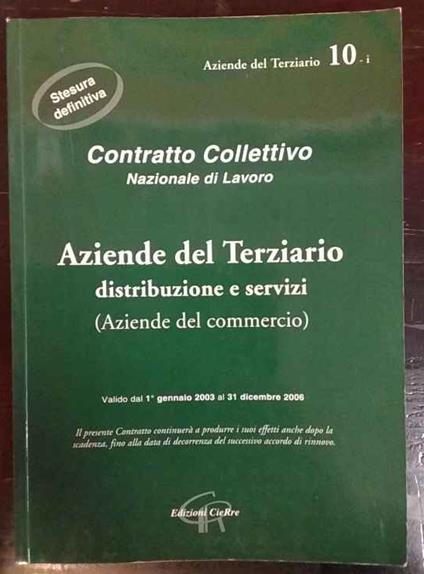 Aziende del Terziario 10 - i
Stesura
definitiva
Contratto Collettivo
Nazionale di Lavoro
Aziende del Terziario
distribuzione e servizi
(Aziende del commercio)
Valido dal 1° gennaio 2003 al 31 dicembre 2006
Il presente Contratto continuerà a produrre i suoi effetti anche dopo la
scadenza, fino alla data di decorrenza del successivo accordo di rinnovo.
CR
Edizioni CieRre